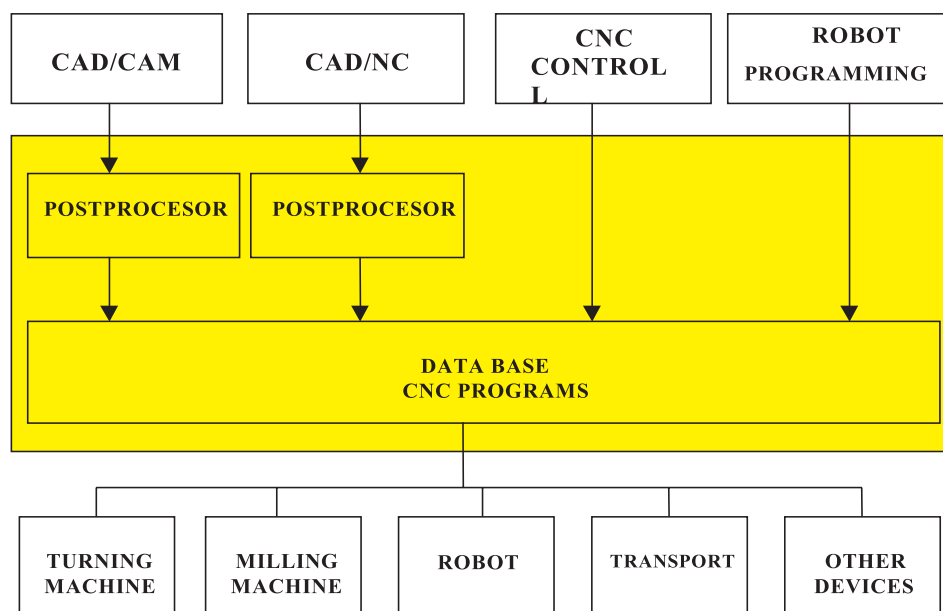 CAD/CAM
CAD/NC
CNC
CONTROL
L
ROBOT
PROGRAMMING
POSTPROCESOR
POSTPROCESOR
DATA BASE
CNC PROGRAMS
TURNING
MACHINE
MILLING
MACHINE
ROBOT
TRANSPORT
OTHER
DEVICES